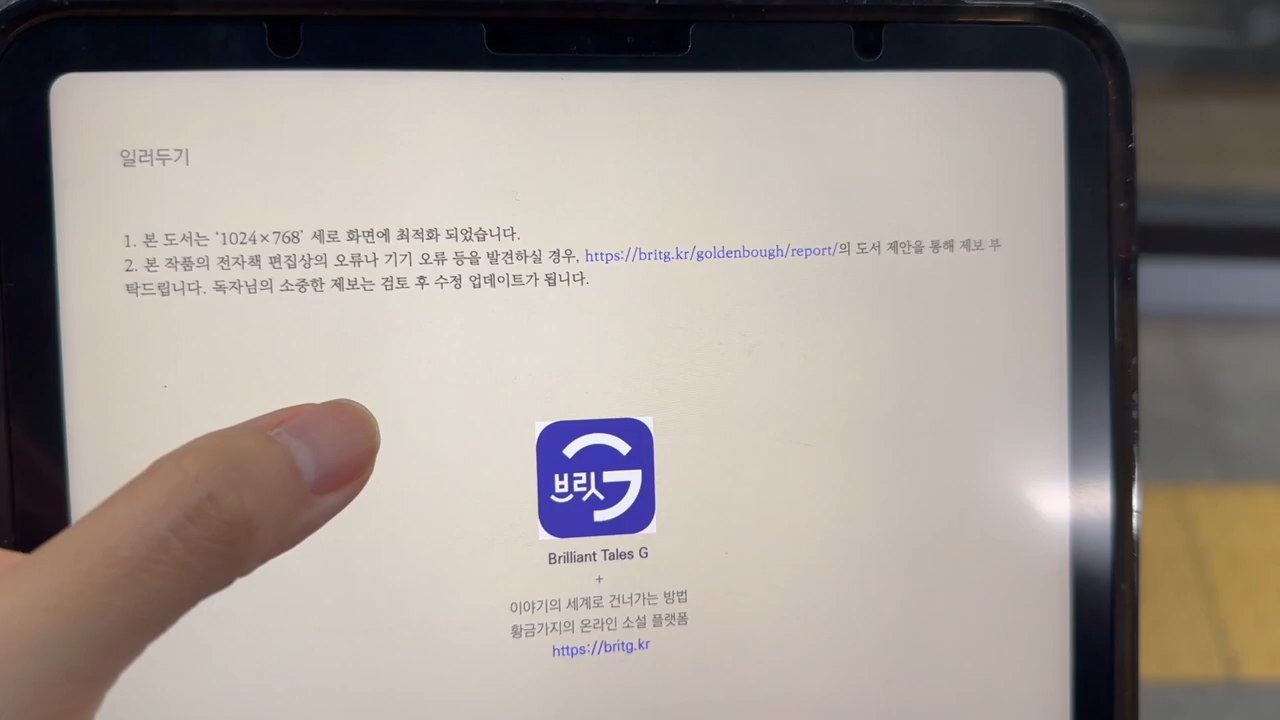 일러두기
1. 본 도서는 ‘1024×768’ 세로 화면에 최적화 되었습니다.
2. 본 작품의 전자책 편집상의 오류나 기기 오류 등을 발견하실 경우, https://britg.kr/goldenbough/report/의 도서 제안을 통해 제보 부
탁드립니다. 독자님의 소중한 제보는 검토 후 수정 업데이트가 됩니다.
브릿G
Brilliant Tales G
+
이야기의 세계로 건너가는 방법
황금가지의 온라인 소설 플랫폼
https://britg.kr